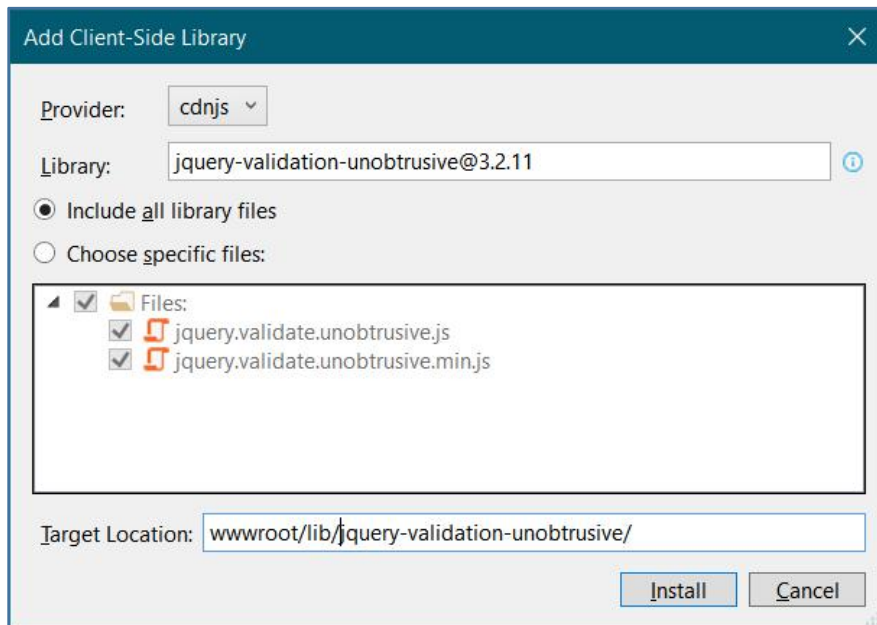 Add Client-Side Library
Provider: cdnjs
Library: jquery-validation-unobtrusive@3.2.11
Include all library files
Choose specific files:
Files:
jquery.validate.unobtrusive.js
jquery.validate.unobtrusive.min.js
Target Location: wwwroot/lib/jquery-validation-unobtrusive/
Install Cancel